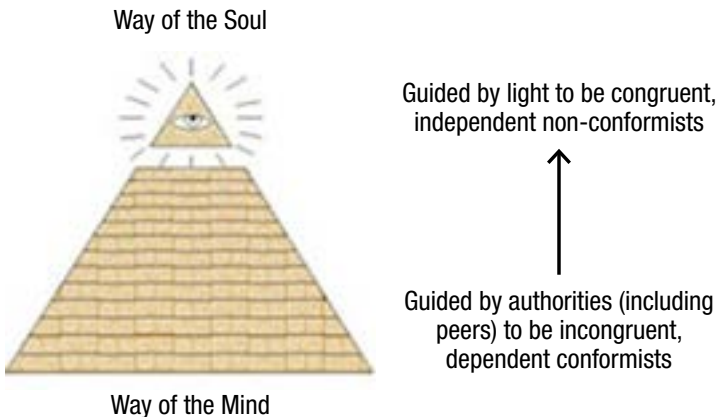 Way of the Soul
Guided by light to be congruent,
independent non-conformists
Guided by authorities (including
peers) to be incongruent,
dependent conformists
Way of the Mind